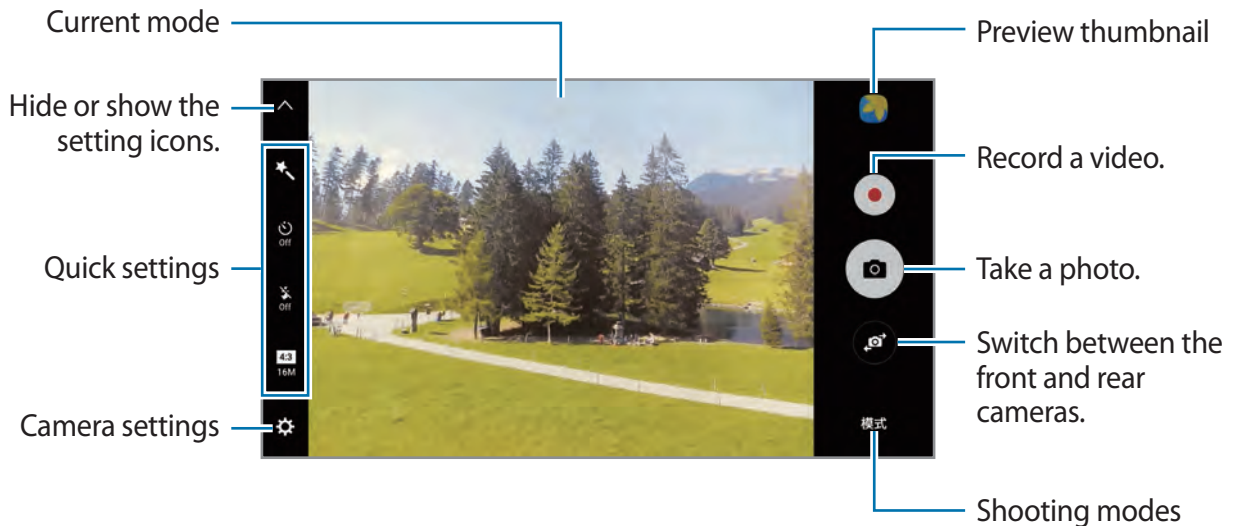 Current mode
Preview thumbnail
Hide or show the
setting icons.
Record a video.
Off
Quick settings
Take a photo.
Off
Switch between the
front and rear
cameras.
4:3
16M
Camera settings
模式
Shooting modes